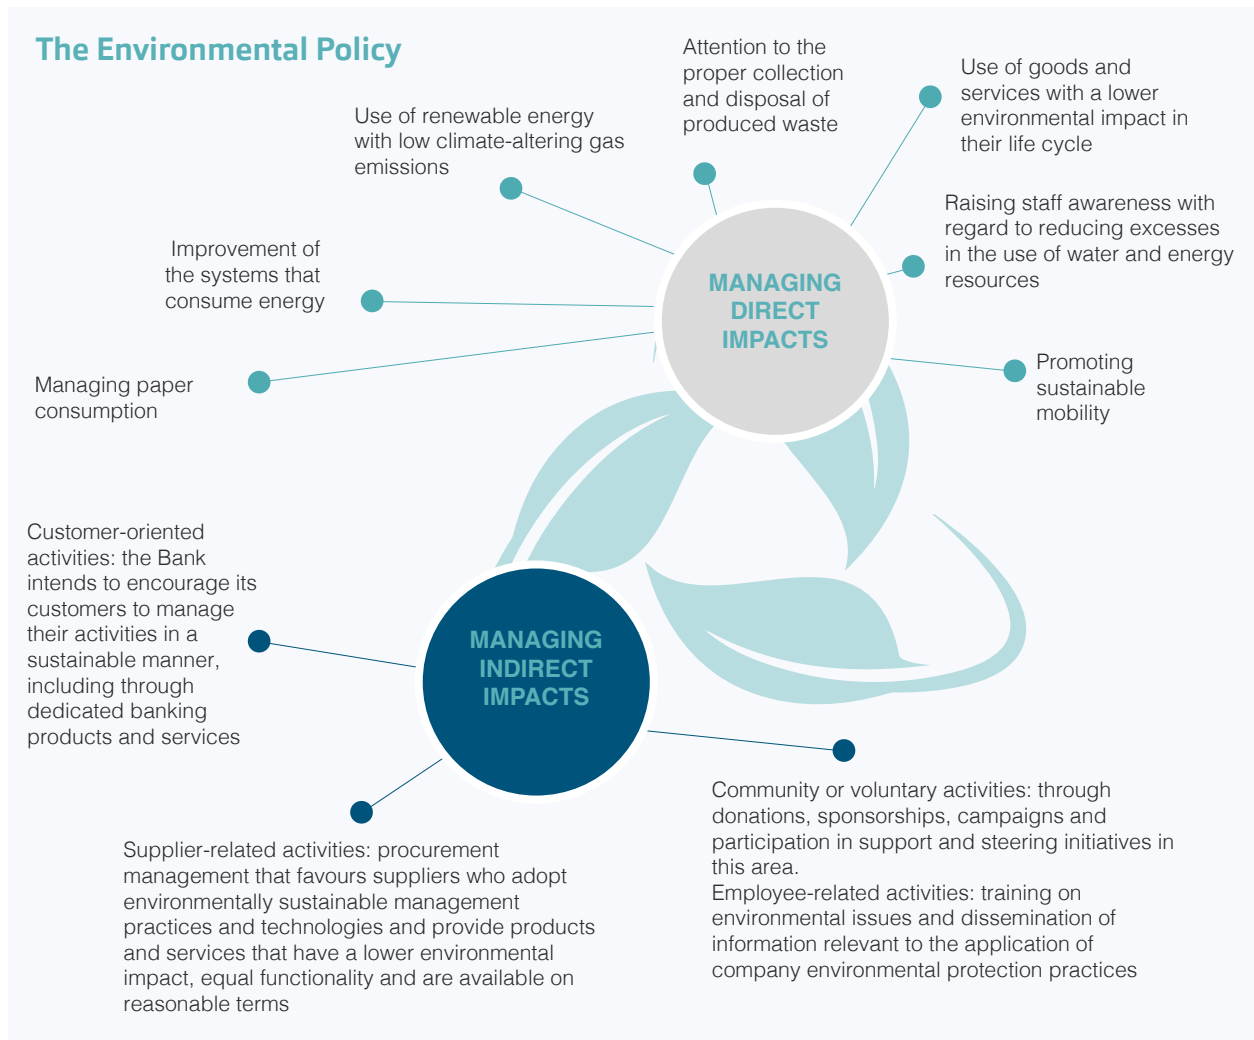 The Environmental Policy
Attention to the
proper collection
and disposal of
produced waste
Use of goods and
services with a lower
environmental impact in
their life cycle
Use of renewable energy
with low climate-altering gas
emissions
Raising staff awareness with
regard to reducing excesses
in the use of water and energy
resources
Improvement of
the systems that
consume energy
MANAGING
DIRECT
IMPACTS
Promoting
sustainable
mobility
Managing paper
consumption
Customer-oriented
activities: the Bank
intends to encourage its
customers to manage
their activities in a
sustainable manner,
including through
dedicated banking
products and services
MANAGING
INDIRECT
IMPACTS
Community or voluntary activities: through
donations, sponsorships, campaigns and
participation in support and steering initiatives in
this area.
Employee-related activities: training on
environmental issues and dissemination of
information relevant to the application of
company environmental protection practices
Supplier-related activities: procurement
management that favours suppliers who adopt
environmentally sustainable management
practices and technologies and provide products
and services that have a lower environmental
impact, equal functionality and are available on
reasonable terms